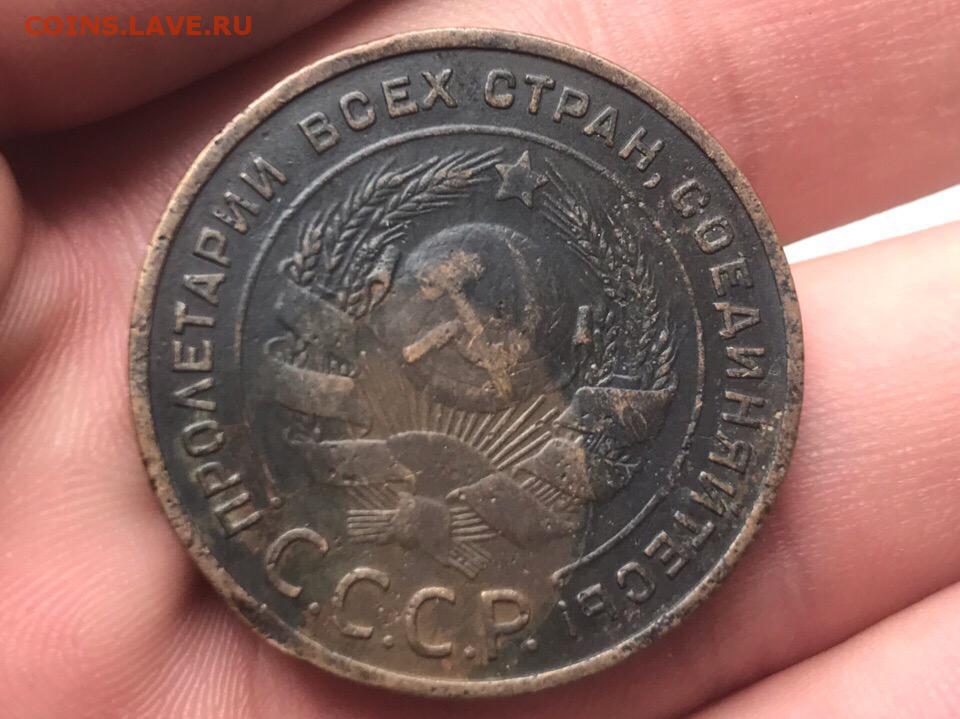 COINS.LAVE.RU
ПРОЛЕТАРИИ ВСЕХ СТРАН, СОЕДИНЯЙТЕСЬ!
С.С.С.Р.